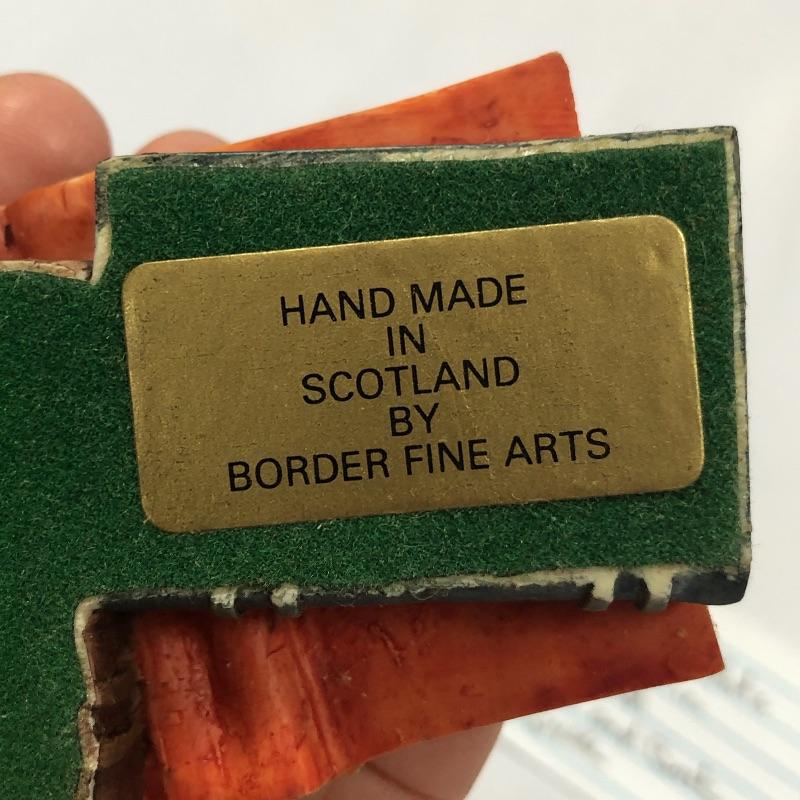 HAND MADE
IN
SCOTLAND
BY
BORDER FINE ARTS